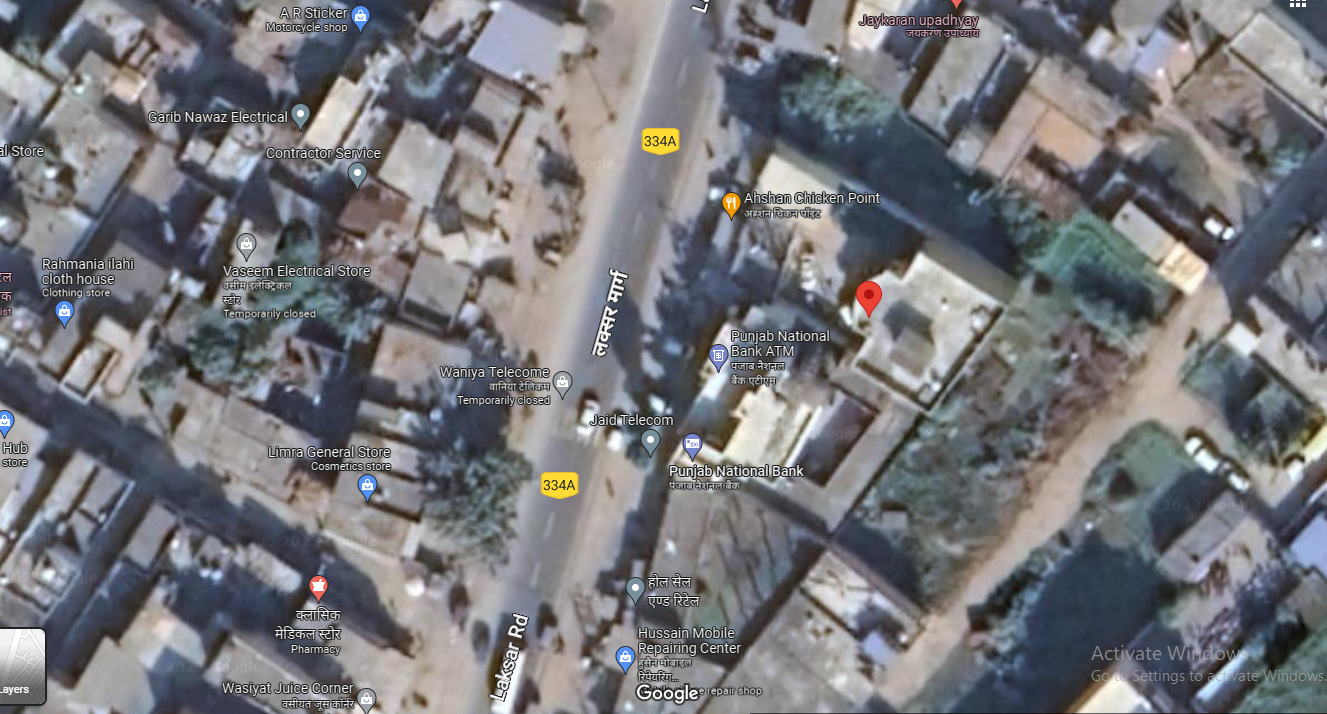 A R Sticker
Motorcycle shop
Jaykaran upadhyay
जयकरण उपाध्याय
Garib Nawaz Electrical
334A
al Store
Contractor Service
Ahshan Chicken Point
अहशन चिकन पॉइंट
Rahmania ilahi
cloth house
Clothing store
Vaseem Electrical Store
वसीम इलेक्ट्रिकल
स्टोर
Temporarily closed
टल
क
ist
लक्सर मार्ग
Punjab National
Bank ATM
पंजाब नैशनल
बैंक एटीएम
Waniya Telecome
वानिया टेलिकम
Temporarily closed
Jaid Telecom
Hub
store
Limra General Store
Cosmetics store
Punjab National Bank
पंजाब नैशनल बैंक
334A
होल सेल
एण्ड रिटेल
क्लासिक
मेडिकल स्टोर
Pharmacy
Laksar Rd
Hussain Mobile
Repairing Center
हुसैन मोबाइल
रिपेयरिंग...
e repair shop
Google
Wasiyat Juice Corner
वसीयत जूस कॉर्नर
Layers
Activate Windows
Go to Settings to activate Windows.